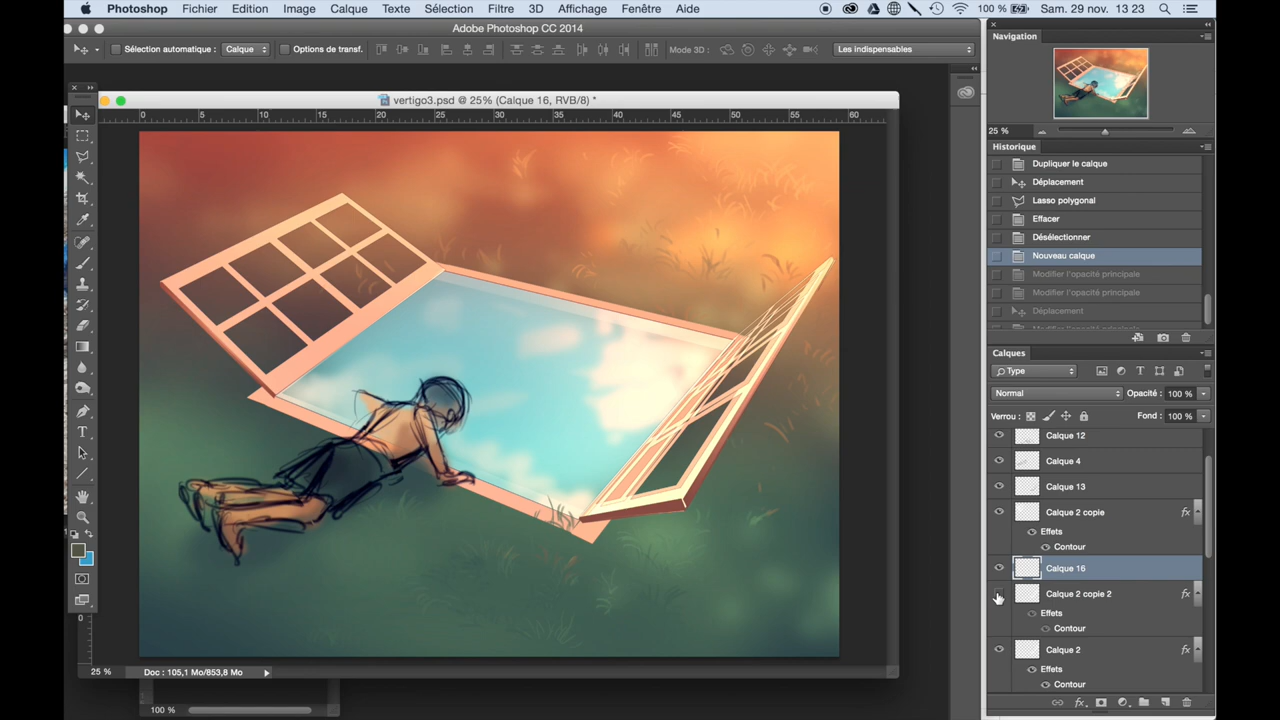 Photoshop Fichier Edition Image Calque Texte Sélection Filtre 3D Affichage Fenêtre Aide 100 % Sam. 29 nov. 13 23
Adobe Photoshop CC 2014
Sélection automatique : Calque Options de transf. Mode 3D : Les indispensables
Navigation
25 %
vertigo3.psd @ 25% (Calque 16, RVB/8) *
0 5 10 15 20 25 30 35 40 45 50 55 60
Historique
Dupliquer le calque
Déplacement
Lasso polygonal
Effacer
Désélectionner
Nouveau calque
Modifier l'opacité principale
Modifier l'opacité principale
Déplacement
Calques
Type
Normal Opacité : 100 %
Verrou : Fond : 100 %
Calque 12
Calque 4
Calque 13
Calque 2 copie fx
Effets
Contour
Calque 16
Calque 2 copie 2 fx
Effets
Contour
Calque 2 fx
Effets
Contour
T
0
25 % Doc : 105,1 Mo/853,8 Mo
100 %
fx